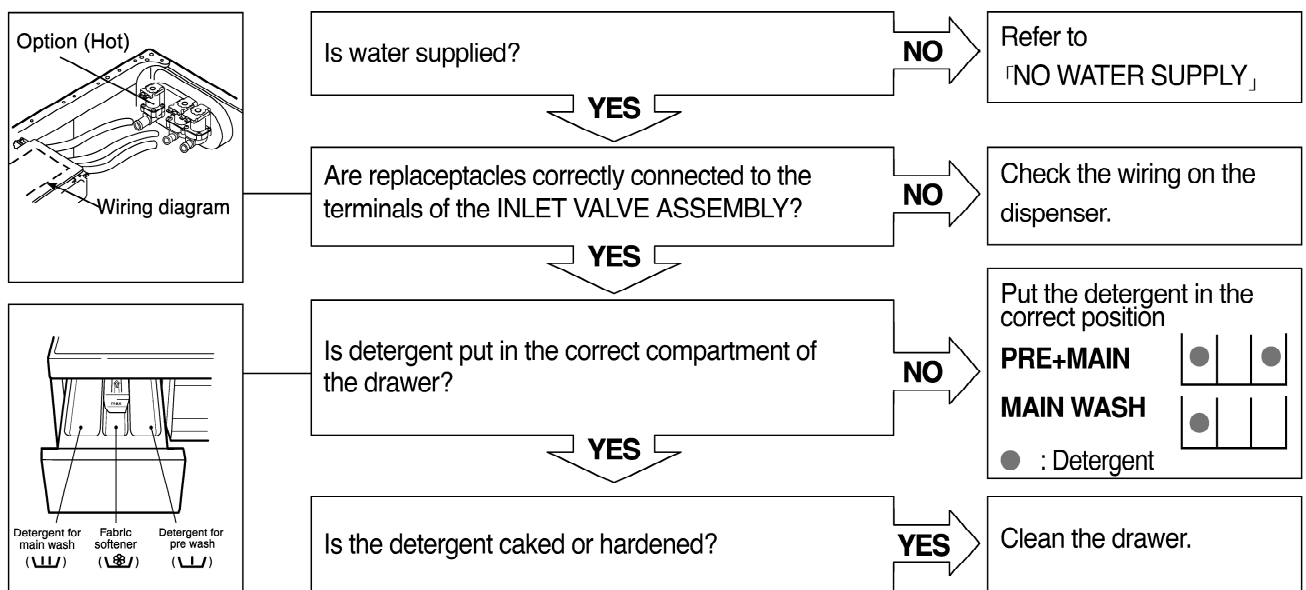 Option (Hot)
Wiring diagram
Is water supplied?
NO
Refer to
「NO WATER SUPPLY」
YES
Are replaceptacles correctly connected to the
terminals of the INLET VALVE ASSEMBLY?
NO
Check the wiring on the
dispenser.
YES
Is detergent put in the correct compartment of
the drawer?
NO
Put the detergent in the
correct position
PRE+MAIN
MAIN WASH
: Detergent
YES
max
Detergent for
main wash
Fabric
softener
Detergent for
pre wash
Is the detergent caked or hardened?
YES
Clean the drawer.